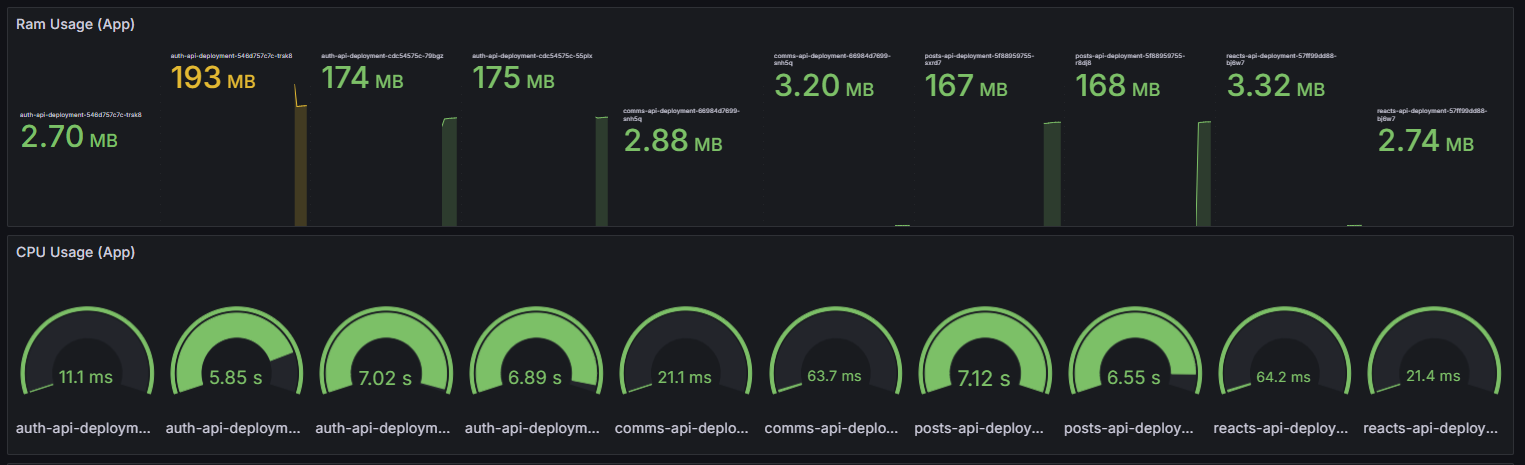 Ram Usage (App)
auth-api-deployment-546d757c7c-trsk8
2.70 MB
auth-api-deployment-546d757c7c-trsk8
193 MB
auth-api-deployment-cdc54575c-79bgz
174 MB
auth-api-deployment-cdc54575c-55plx
175 MB
comms-api-deployment-66984d7699-
snh5q
2.88 MB
comms-api-deployment-66984d7699-
snh5q
3.20 MB
posts-api-deployment-5f88959755-
sxrd7
167 MB
posts-api-deployment-5f88959755-
r8dj8
168 MB
reacts-api-deployment-57ff99dd88-
bj6w7
3.32 MB
reacts-api-deployment-57ff99dd88-
bj6w7
2.74 MB
CPU Usage (App)
11.1 ms
auth-api-deploym...
5.85 s
auth-api-deploym...
7.02 s
auth-api-deploym...
6.89 s
auth-api-deploym...
21.1 ms
comms-api-deplo...
63.7 ms
comms-api-deplo...
7.12 s
posts-api-deploy...
6.55 s
posts-api-deploy...
64.2 ms
reacts-api-deploy...
21.4 ms
reacts-api-deploy...